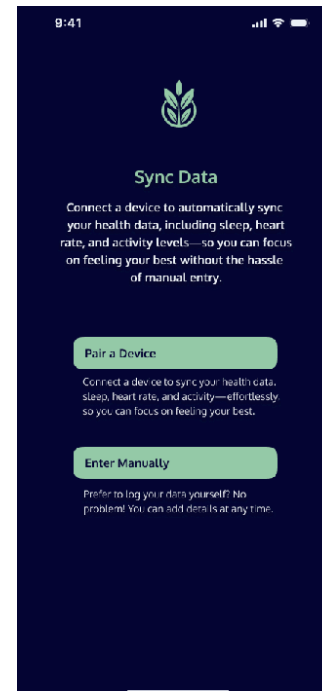 9:41
Sync Data
Connect a device to automatically sync
your health data, including sleep, heart
rate, and activity levels—so you can focus
on feeling your best without the hassle
of manual entry.
Pair a Device
Connect a device to sync your health data.
sleep, heart rate, and activity—effortlessly.
so you can focus on feeling your best.
Enter Manually
Prefer to log your data yourself? No
problem! You can add details at any time.